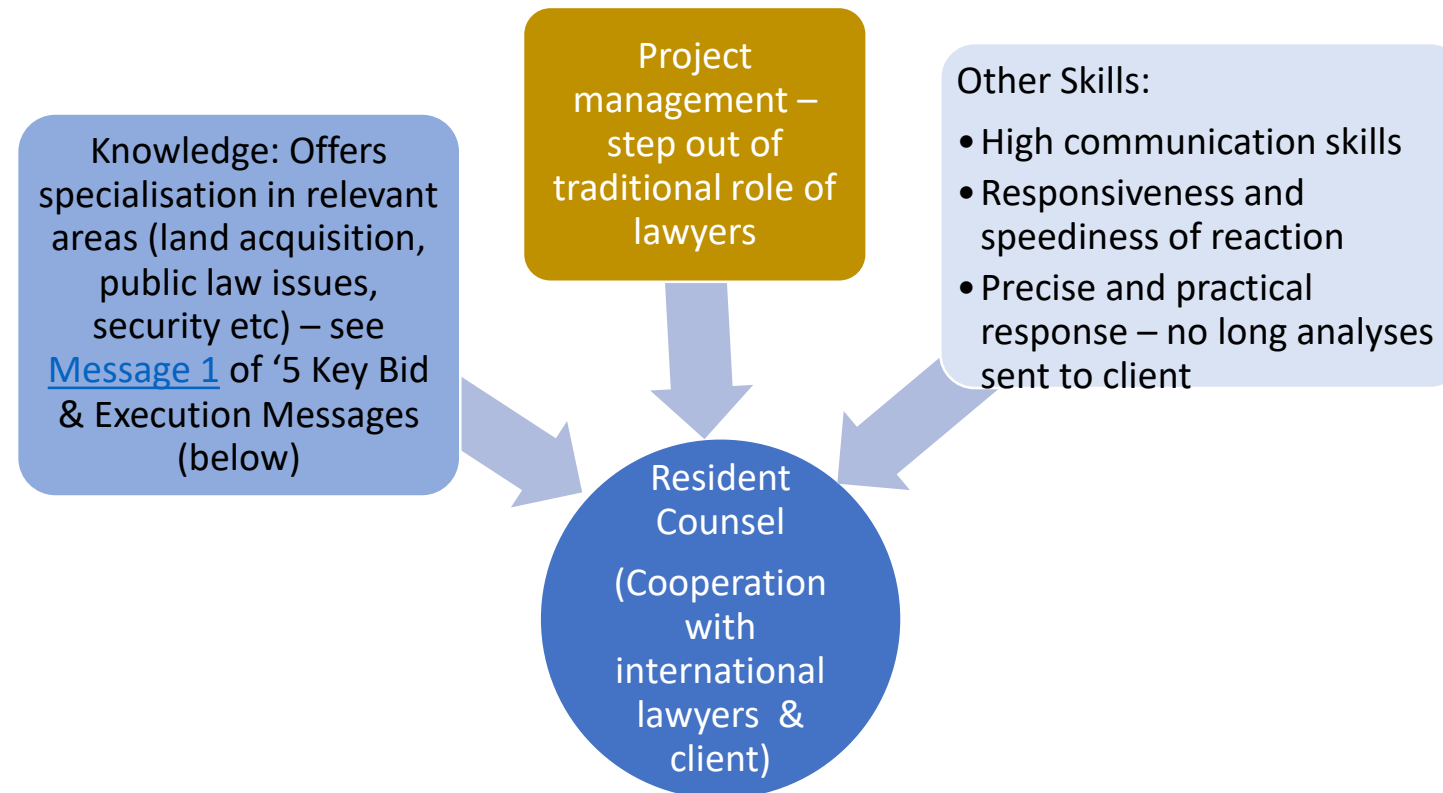 Knowledge: Offers
specialisation in relevant
areas (land acquisition,
public law issues,
security etc) – see
Message 1 of ‘5 Key Bid
& Execution Messages
(below)
Project
management –
step out of
traditional role of
lawyers
Other Skills:
•High communication skills
•Responsiveness and
speediness of reaction
•Precise and practical
response – no long analyses
sent to client
Resident
Counsel
(Cooperation
with
international
lawyers &
client)